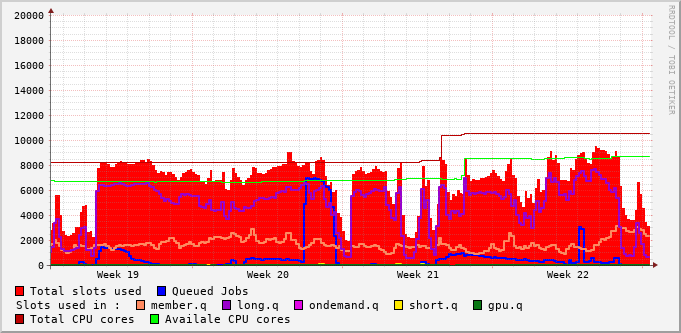 RRDTOOL / TOBI OETIKER
20000
18000
16000
14000
12000
10000
8000
6000
4000
2000
0
Week 19 Week 20 Week 21 Week 22
Total slots used Queued Jobs
Slots used in : member.q long.q ondemand.q short.q gpu.q
Total CPU cores Availale CPU cores